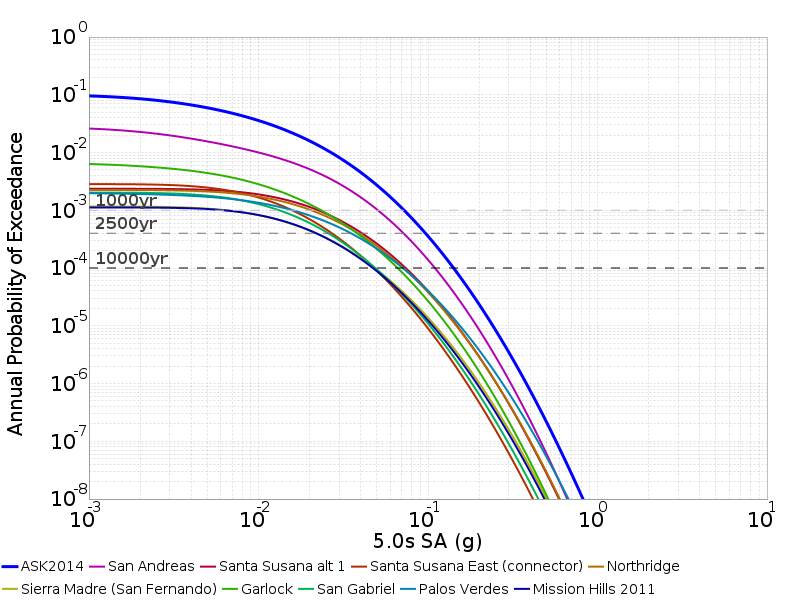 10^0
10^-1
10^-2
10^-3
10^-4
10^-5
10^-6
10^-7
10^-8
Annual Probability of Exceedance
1000yr
2500yr
10000yr
10^-3 10^-2 10^-1 10^0 10^1
5.0s SA (g)
ASK2014 San Andreas Santa Susana alt 1 Santa Susana East (connector) Northridge
Sierra Madre (San Fernando) Garlock San Gabriel Palos Verdes Mission Hills 2011